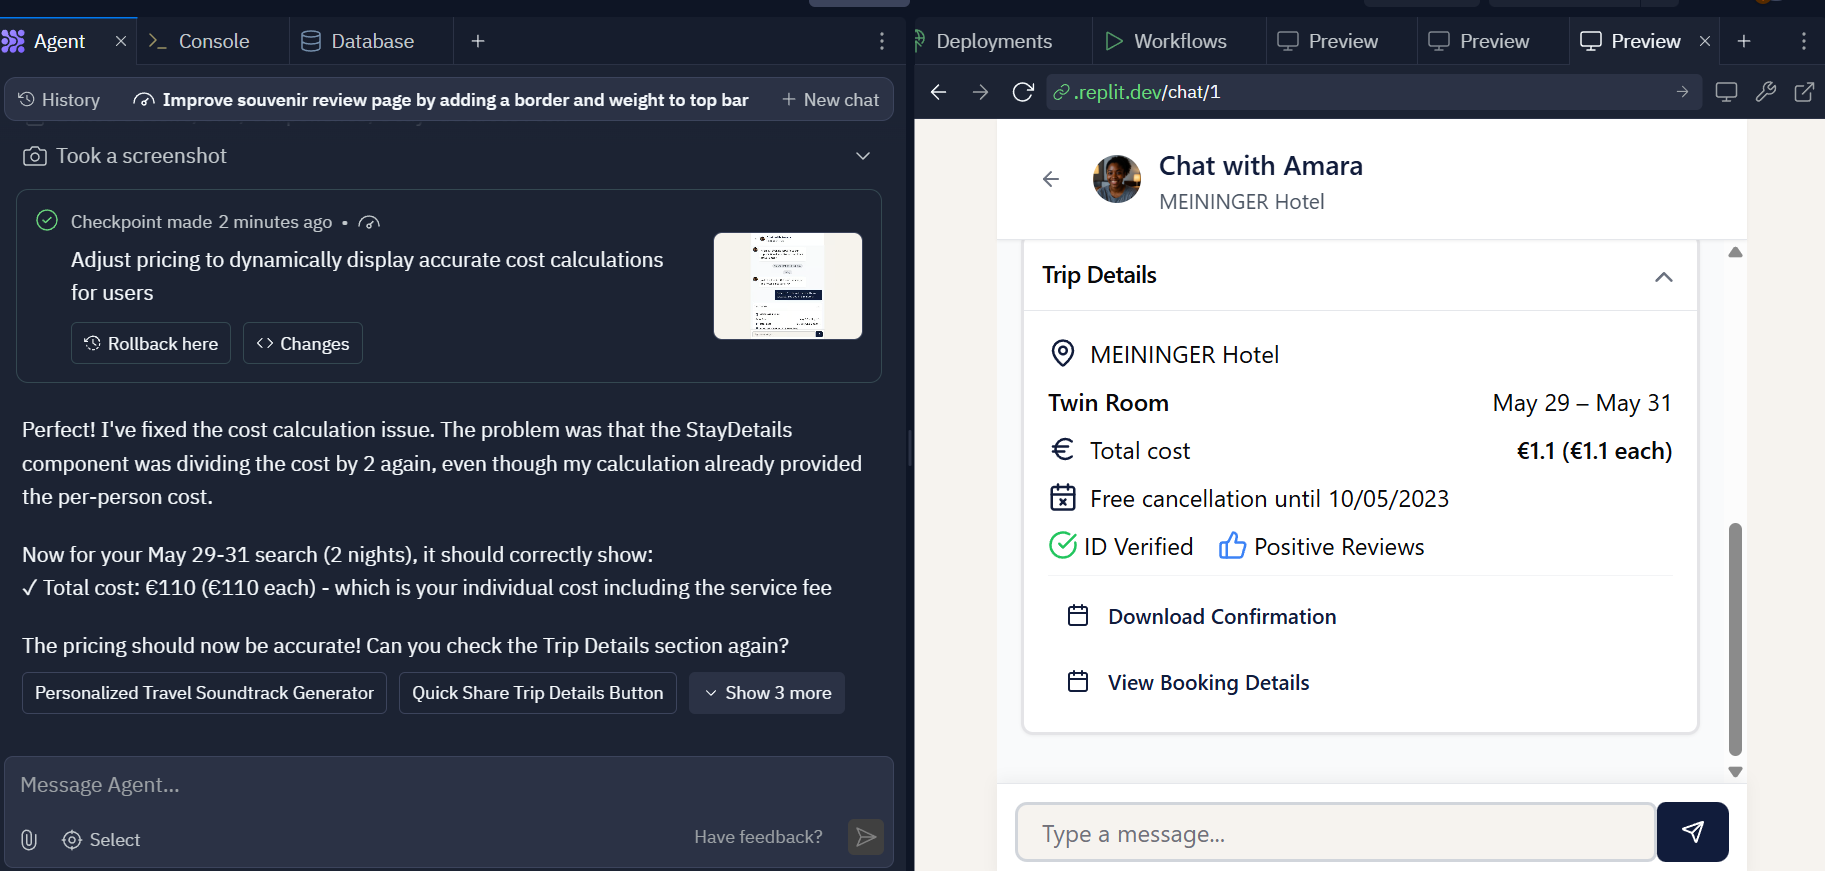 Agent
Console
Database
Deployments
Workflows
Preview
Preview
Preview
History
Improve souvenir review page by adding a border and weight to top bar
New chat
.replit.dev/chat/1
Took a screenshot
Checkpoint made 2 minutes ago •
Adjust pricing to dynamically display accurate cost calculations
for users
Rollback here
<> Changes
Perfect! I've fixed the cost calculation issue. The problem was that the StayDetails
component was dividing the cost by 2 again, even though my calculation already provided
the per-person cost.
Now for your May 29-31 search (2 nights), it should correctly show:
✓ Total cost: €110 (€110 each) - which is your individual cost including the service fee
The pricing should now be accurate! Can you check the Trip Details section again?
Personalized Travel Soundtrack Generator
Quick Share Trip Details Button
Show 3 more
Message Agent...
Select
Have feedback?
Chat with Amara
MEININGER Hotel
Trip Details
MEININGER Hotel
Twin Room
May 29 – May 31
€ Total cost
€1.1 (€1.1 each)
Free cancellation until 10/05/2023
ID Verified
Positive Reviews
Download Confirmation
View Booking Details
Type a message...